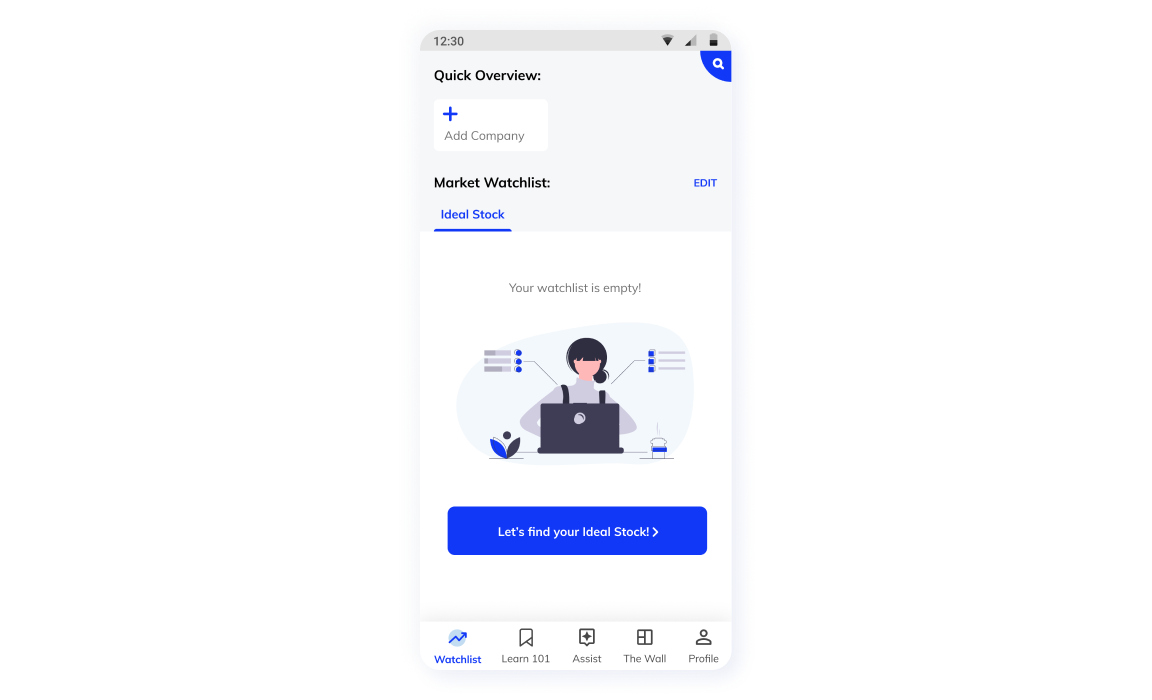 12:30
Quick Overview:
Add Company
Market Watchlist:
EDIT
Ideal Stock
Your watchlist is empty!
Let's find your Ideal Stock!
Watchlist
Learn 101
Assist
The Wall
Profile